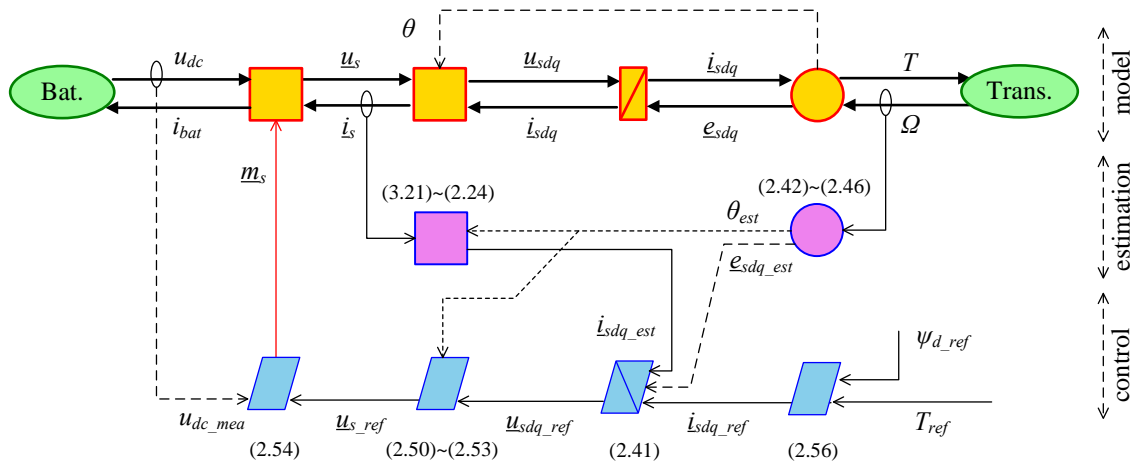 θ
u_dc
u_s
u_sdq
i_sdq
T
Bat.
Trans.
i_bat
i_s
i_sdq
e_sdq
Ω
model
m_s
(3.21)~(2.24)
(2.42)~(2.46)
θ_est
e_sdq_est
estimation
i_sdq_est
ψ_d_ref
control
u_dc_mea
u_s_ref
u_sdq_ref
i_sdq_ref
T_ref
(2.54)
(2.50)~(2.53)
(2.41)
(2.56)